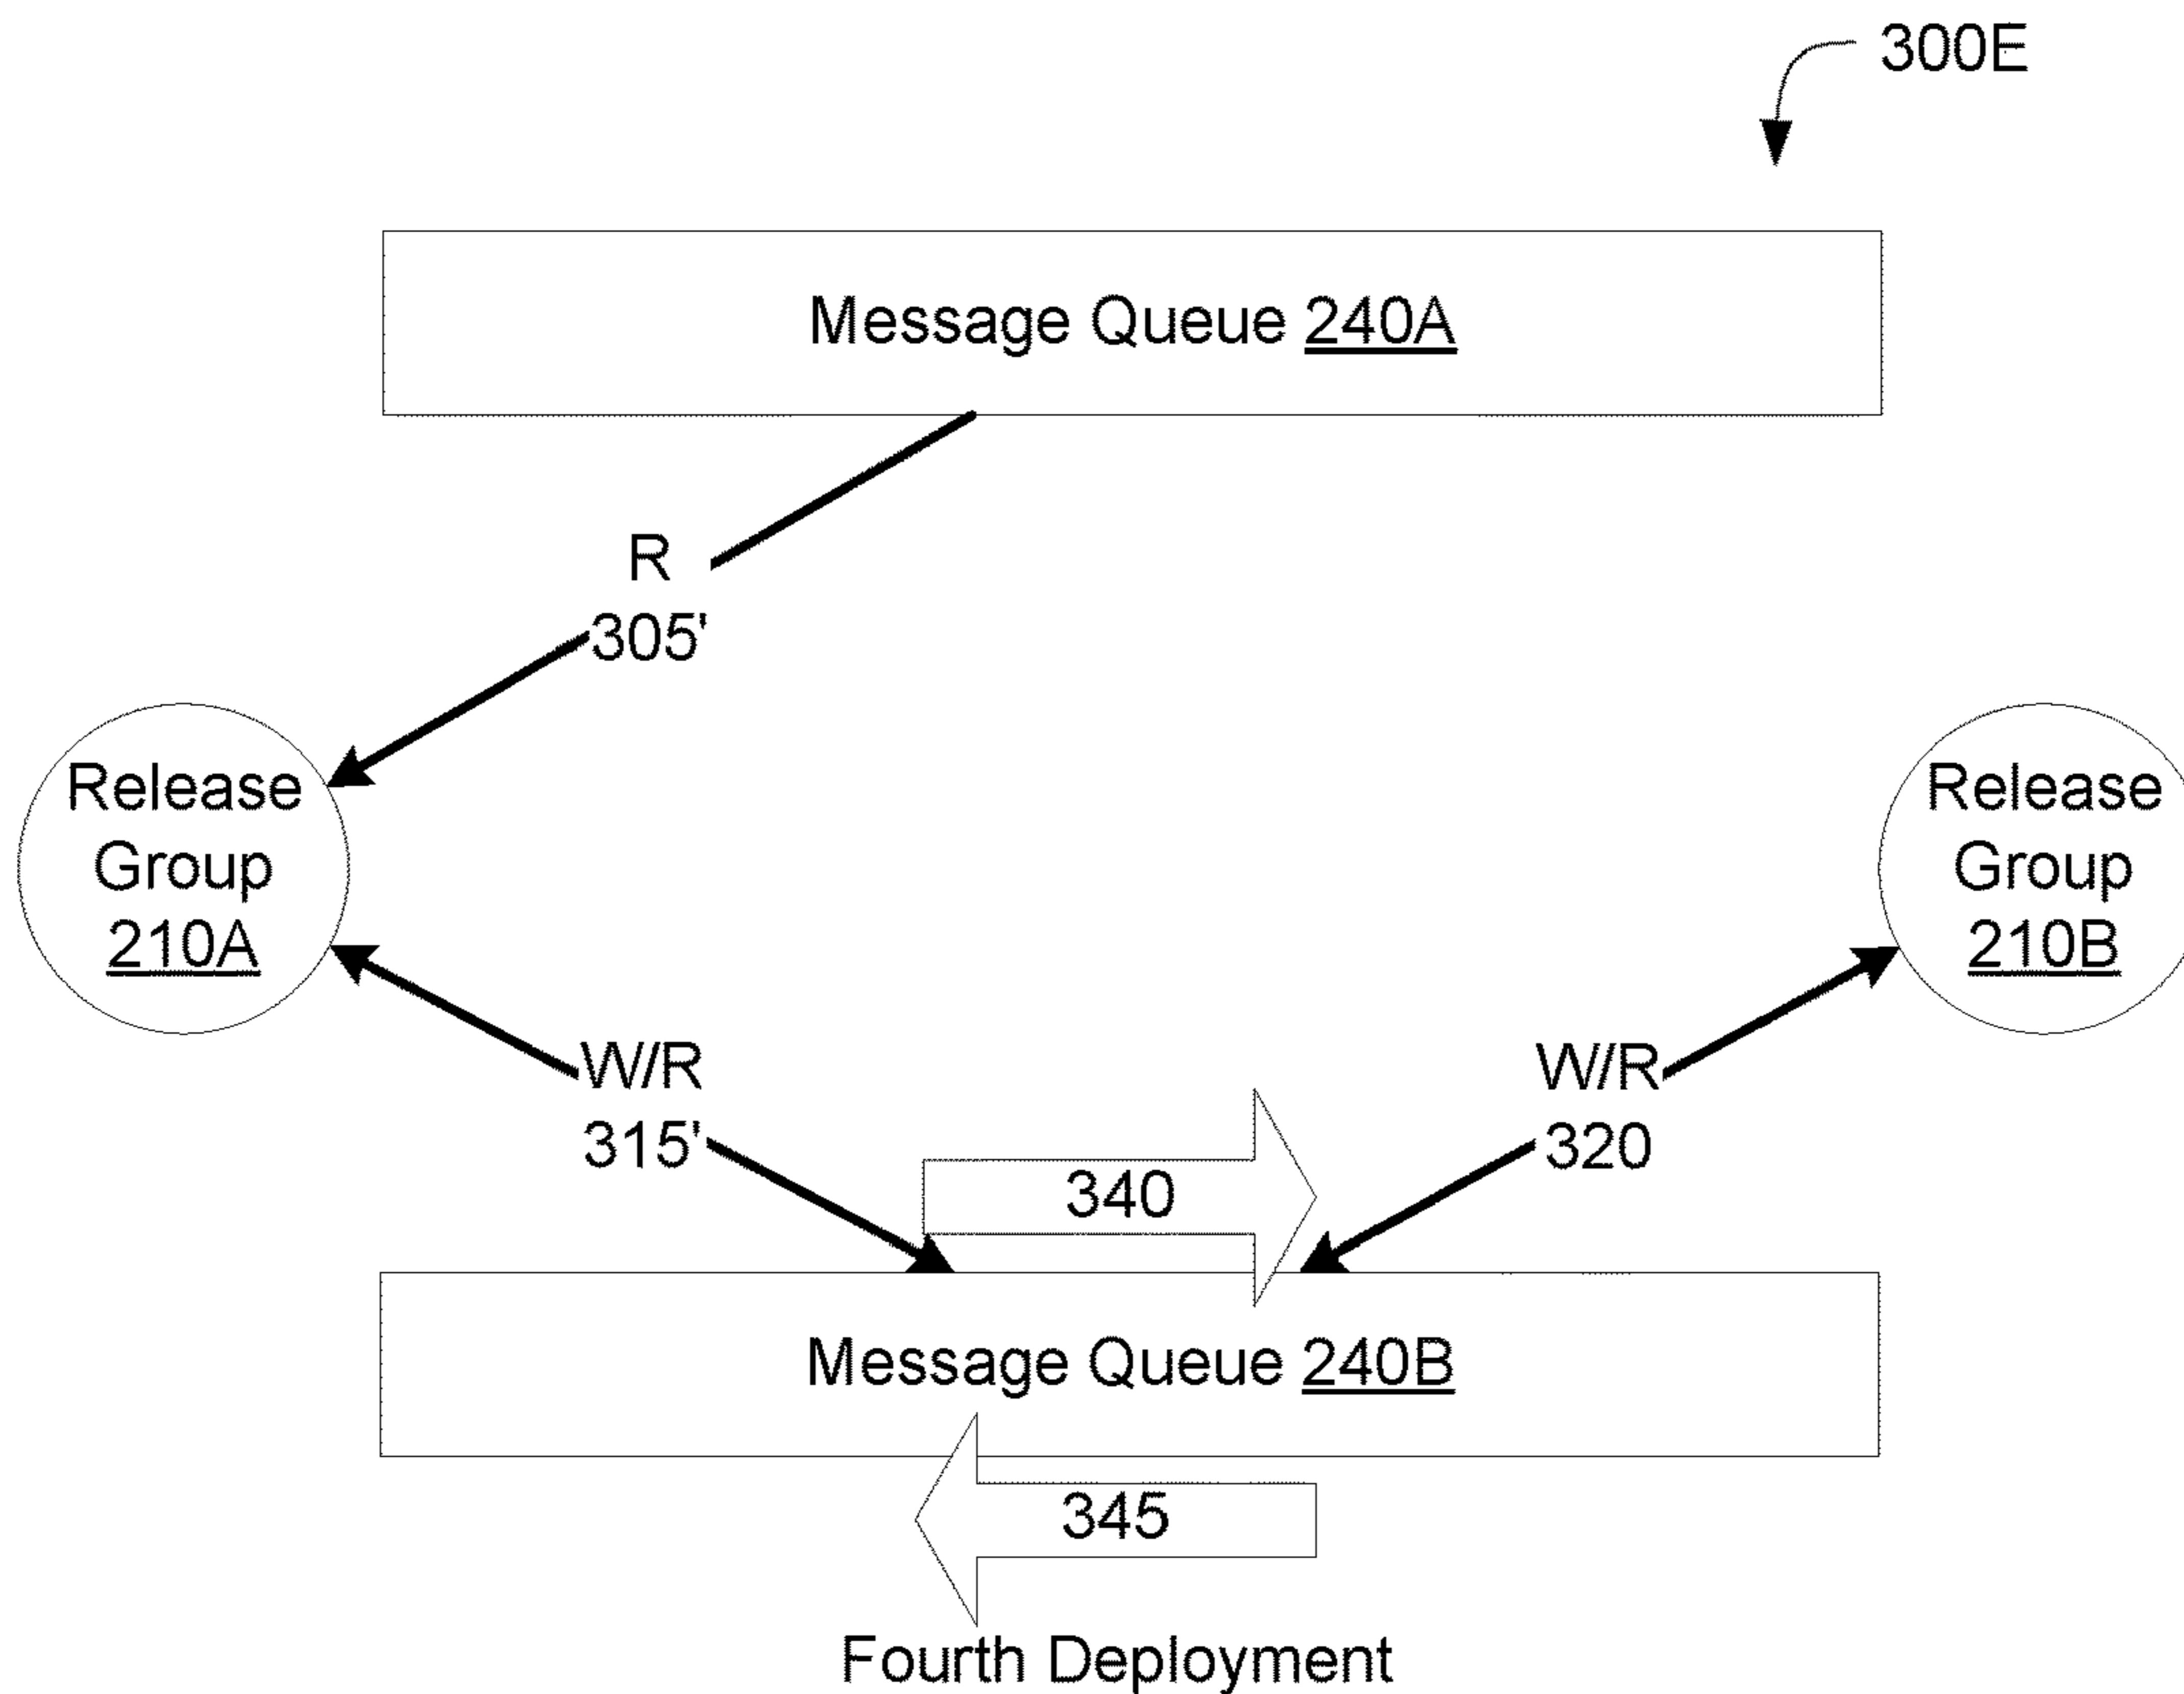 300E
Message Queue 240A
R
305'
Release
Group
210A
Release
Group
210B
W/R
315'
W/R
320
340
Message Queue 240B
345
Fourth Deployment